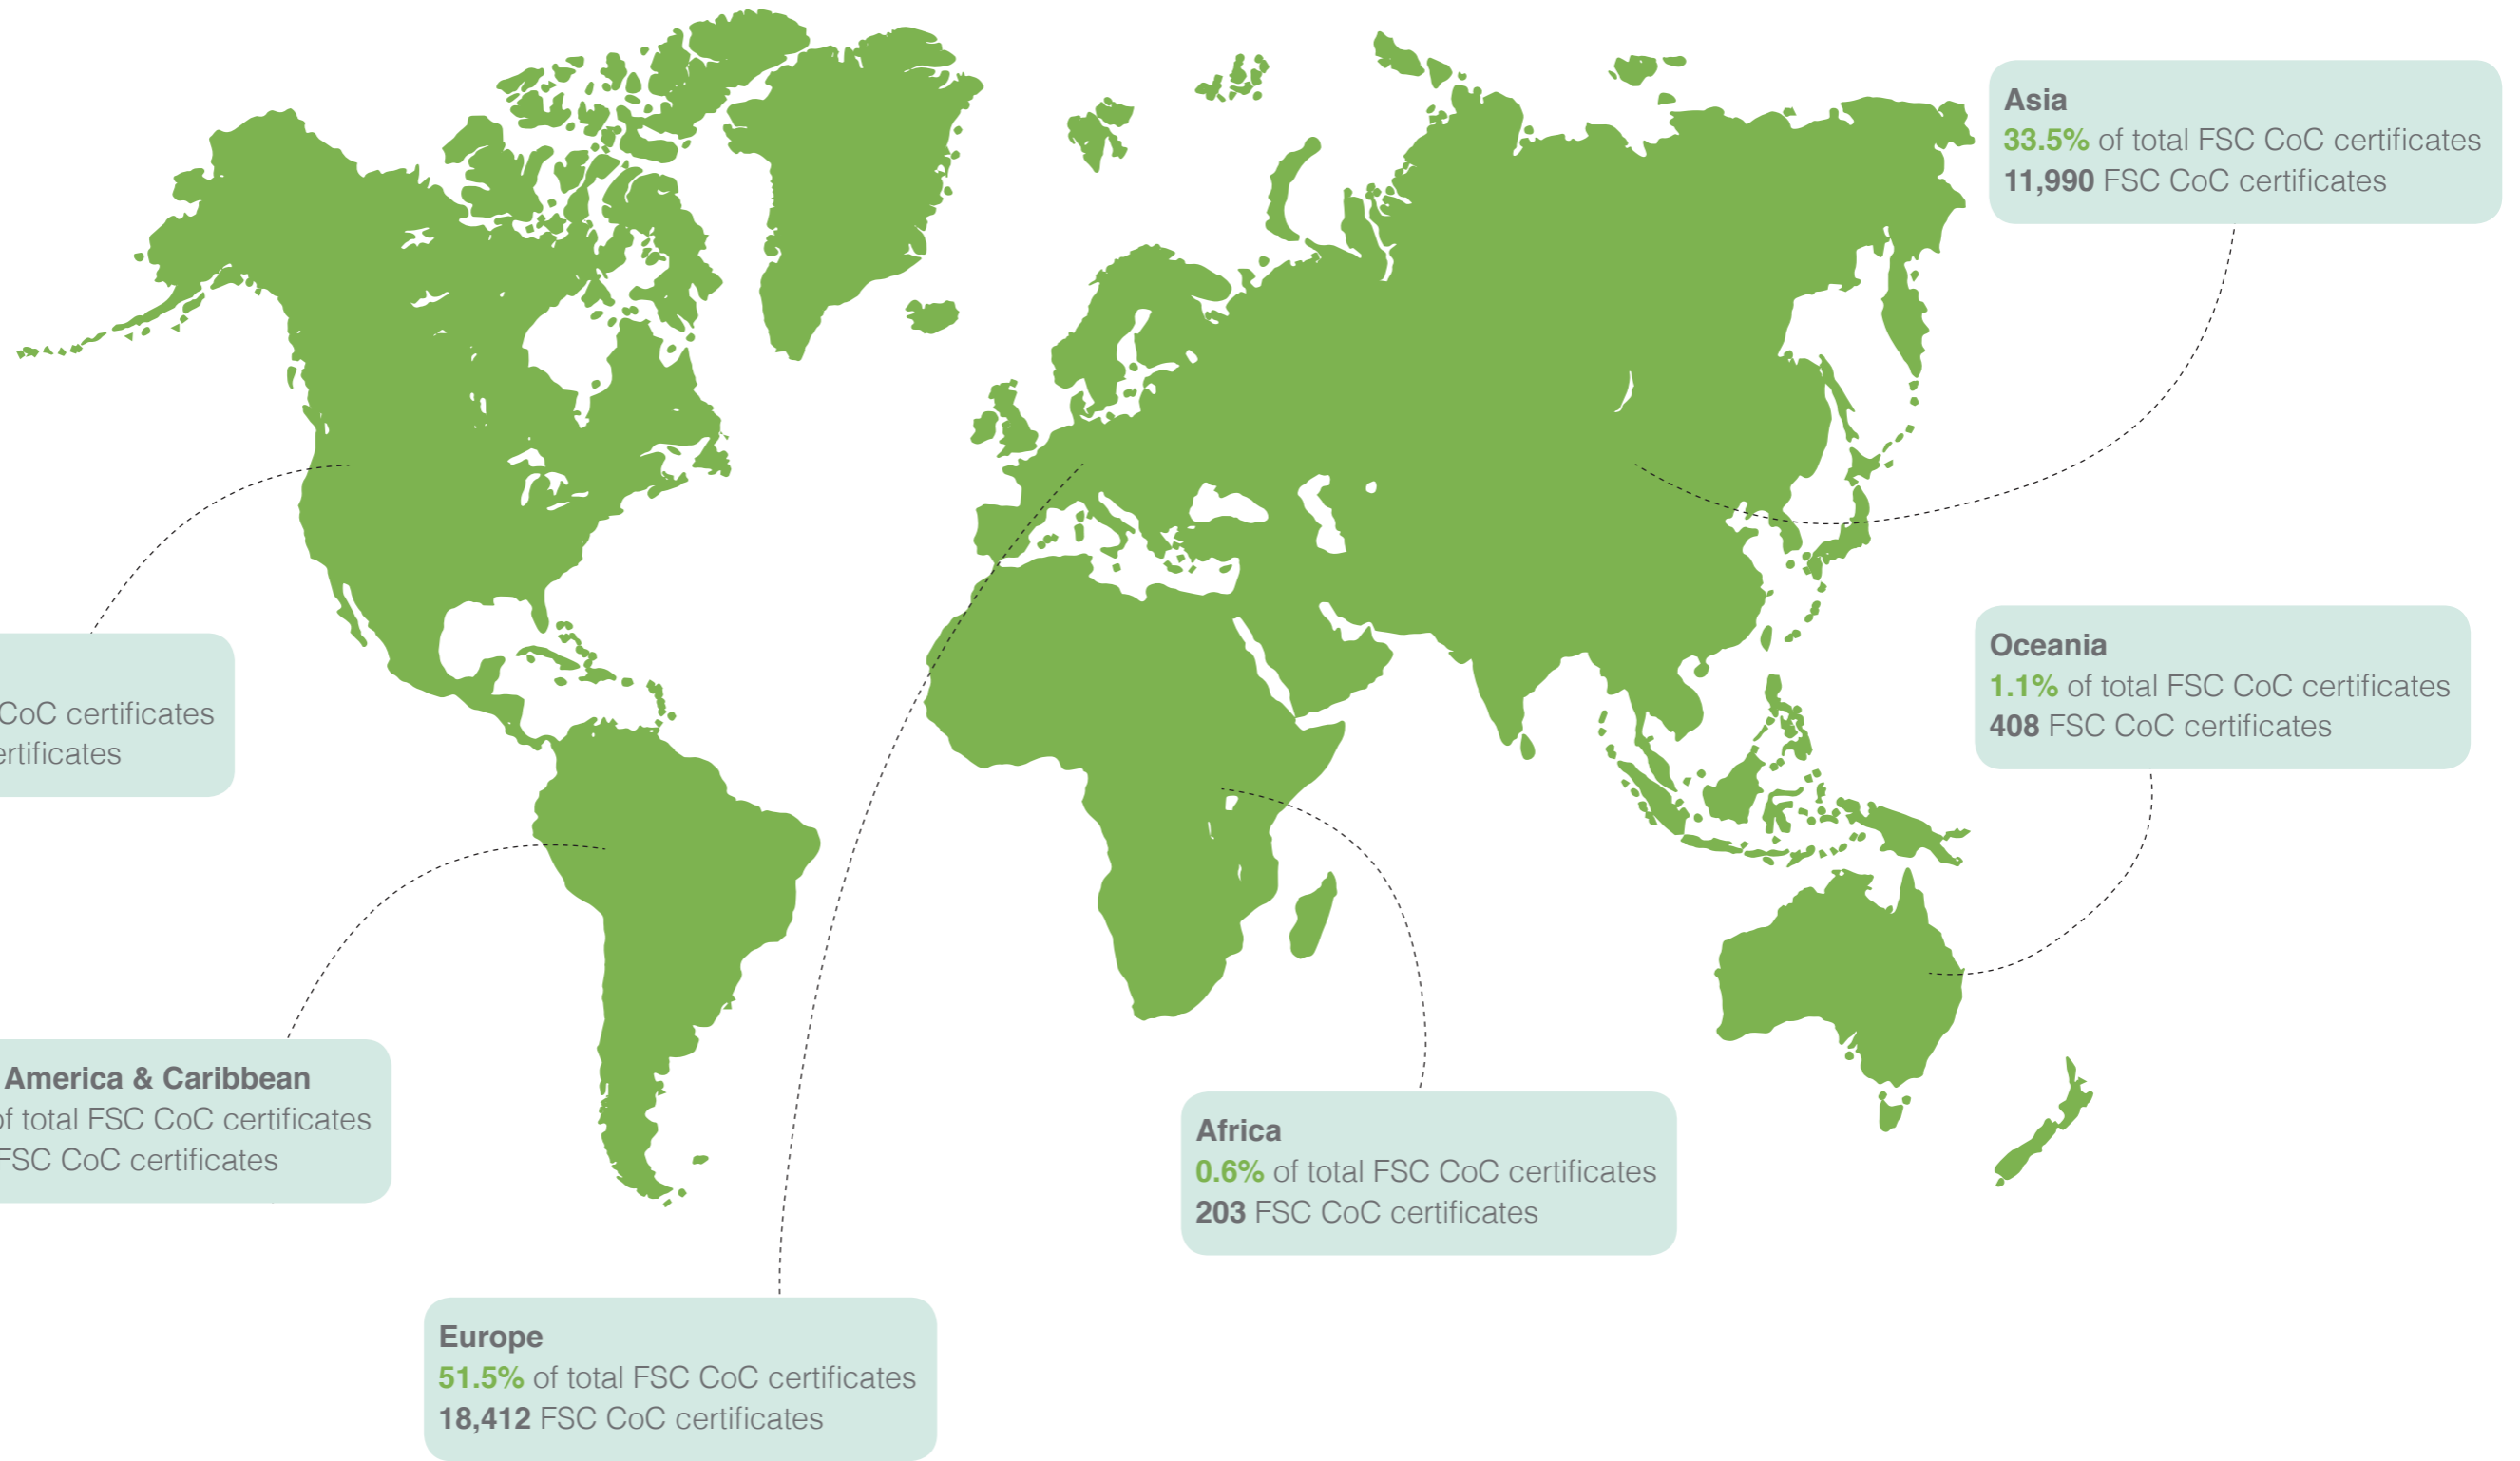 Asia
33.5% of total FSC CoC certificates
11,990 FSC CoC certificates
Oceania
1.1% of total FSC CoC certificates
408 FSC CoC certificates
CoC certificates
America & Caribbean
of total FSC CoC certificates
FSC CoC certificates
Africa
0.6% of total FSC CoC certificates
203 FSC CoC certificates
Europe
51.5% of total FSC CoC certificates
18,412 FSC CoC certificates